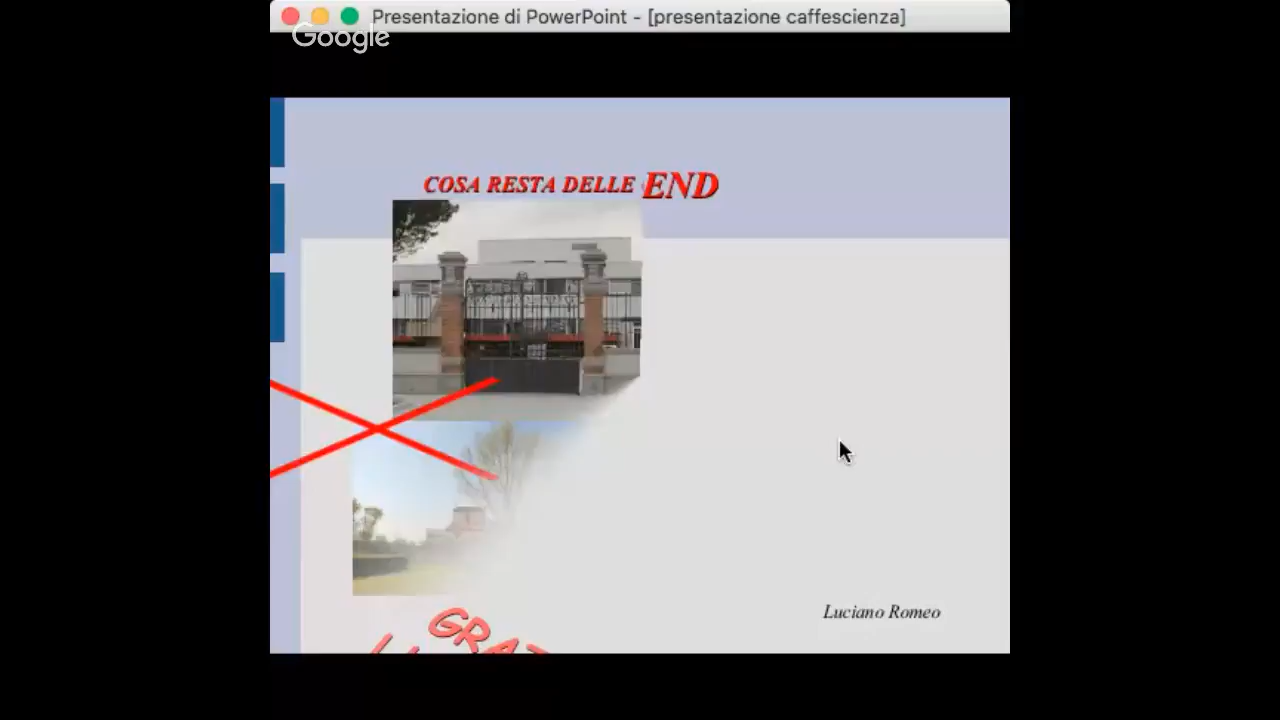 Presentazione di PowerPoint - [presentazione caffescienza]
Google
COSA RESTA DELLE END
Luciano Romeo